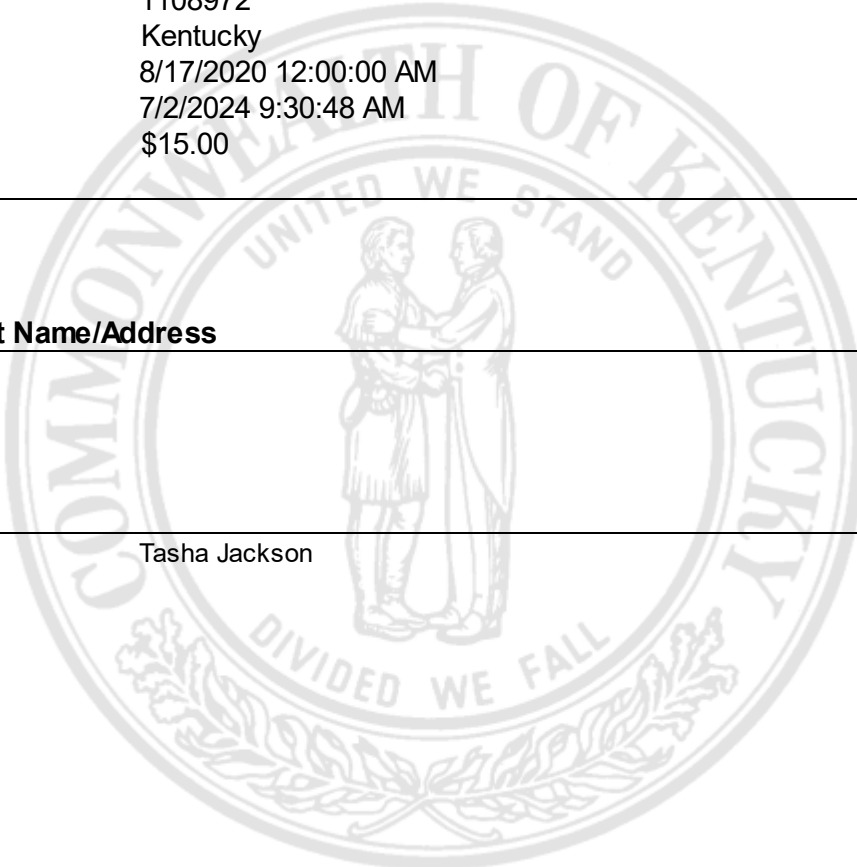 1108972
Kentucky
8/17/2020 12:00:00 AM
7/2/2024 9:30:48 AM
$15.00
COMMONWEALTH OF KENTUCKY
UNITED WE STAND
t Name/Address
Tasha Jackson
DIVIDED WE FALL